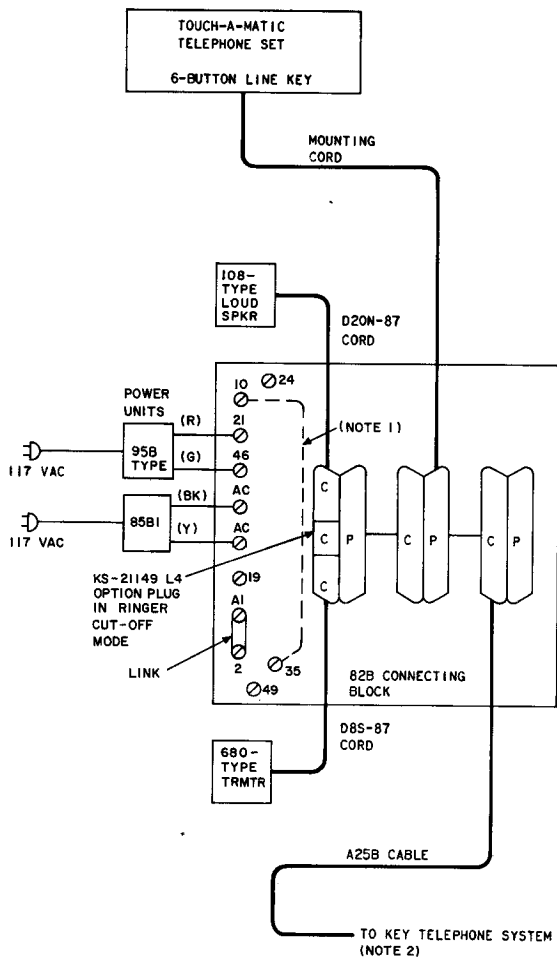 TOUCH-A-MATIC
TELEPHONE SET
6-BUTTON LINE KEY
MOUNTING
CORD
108-
TYPE
LOUD
SPKR
D20N-87
CORD
POWER
UNITS
10
24
(NOTE 1)
(R)
21
95B
TYPE
117 VAC
(G)
46
(BK)
AC
85B1
117 VAC
(Y)
AC
C
C
C
P
C
P
C
P
KS-21149 L4
OPTION PLUG
IN RINGER
CUT-OFF
MODE
19
A1
LINK
2
35
49
82B CONNECTING
BLOCK
D8S-87
CORD
680-
TYPE
TRMTR
A25B CABLE
TO KEY TELEPHONE SYSTEM
(NOTE 2)